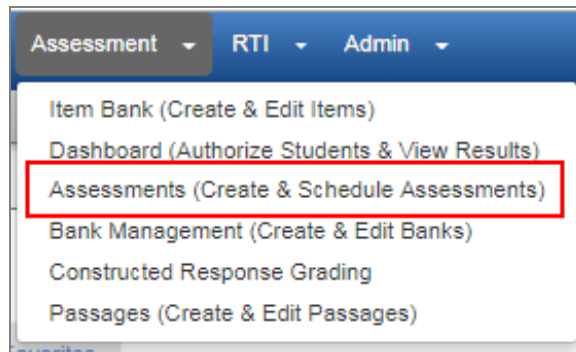 Assessment RTI Admin
Item Bank (Create & Edit Items)
Dashboard (Authorize Students & View Results)
Assessments (Create & Schedule Assessments)
Bank Management (Create & Edit Banks)
Constructed Response Grading
Passages (Create & Edit Passages)